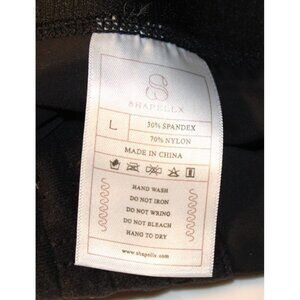 SHAPELLX
L
30% SPANDEX
70% NYLON
MADE IN CHINA
HAND WASH
DO NOT IRON
DO NOT WRING
DO NOT BLEACH
HANG TO DRY
www.shapellx.com